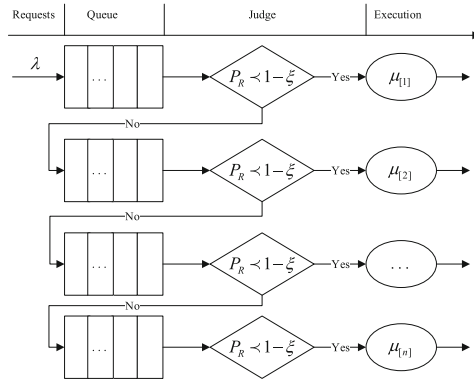 Requests Queue Judge Execution
λ ... P_R ≺ 1 − ξ Yes μ_[1]
No
... P_R ≺ 1 − ξ Yes μ_[2]
No
... P_R ≺ 1 − ξ Yes ...
No
... P_R ≺ 1 − ξ Yes μ_[n]